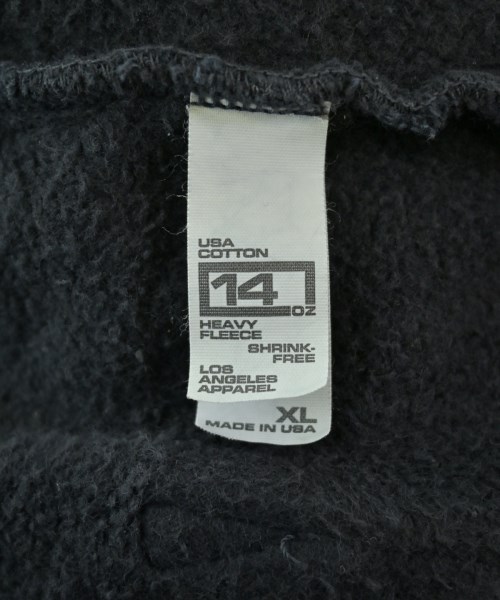 USA
COTTON
14
OZ
HEAVY
FLEECE
SHRINK-
FREE
LOS
ANGELES
APPAREL
XL
MADE IN USA